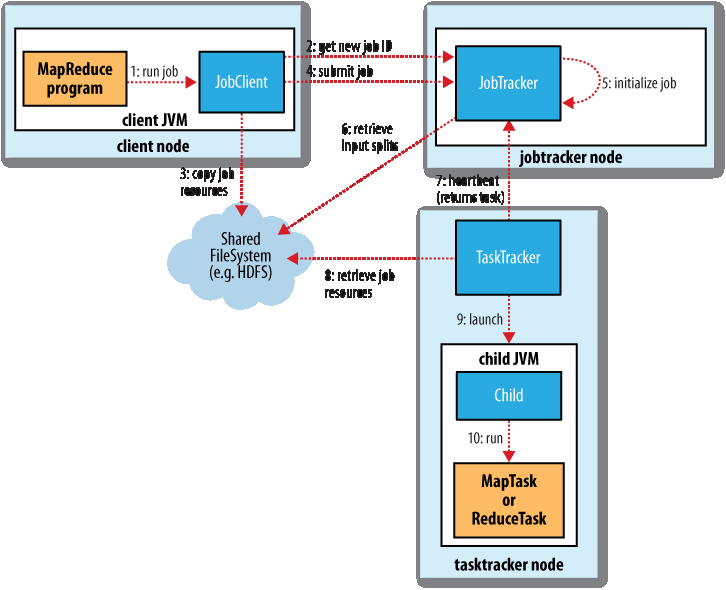 MapReduce
program
1: run job
JobClient
client JVM
client node
2: get new job ID
4: submit job
JobTracker
5: initialize job
jobtracker node
3: copy job
resources
6: retrieve
input splits
7: heartbeat
(returns task)
Shared
FileSystem
(e.g. HDFS)
8: retrieve job
resources
TaskTracker
9: launch
child JVM
Child
10: run
MapTask
or
ReduceTask
tasktracker node